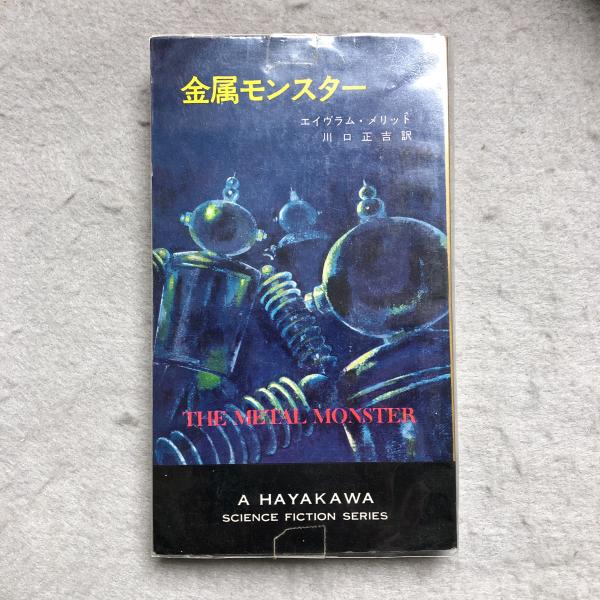 金属モンスター
エイヴラム・メリット
川口正吉訳
THE METAL MONSTER
A HAYAKAWA
SCIENCE FICTION SERIES